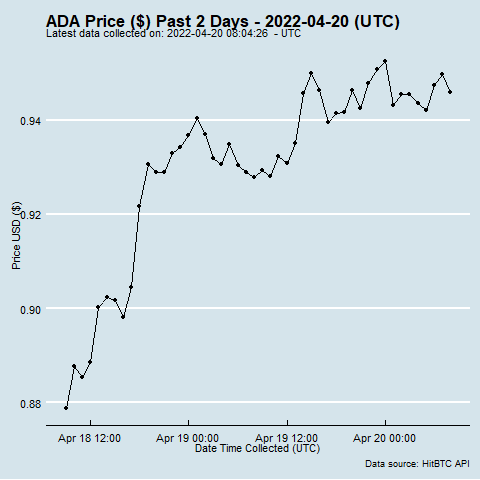 ADA Price ($) Past 2 Days - 2022-04-20 (UTC)
Latest data collected on: 2022-04-20 08:04:26 - UTC
0.94
0.92
0.90
0.88
Price USD ($)
Apr 18 12:00 Apr 19 00:00 Apr 19 12:00 Apr 20 00:00
Date Time Collected (UTC)
Data source: HitBTC API